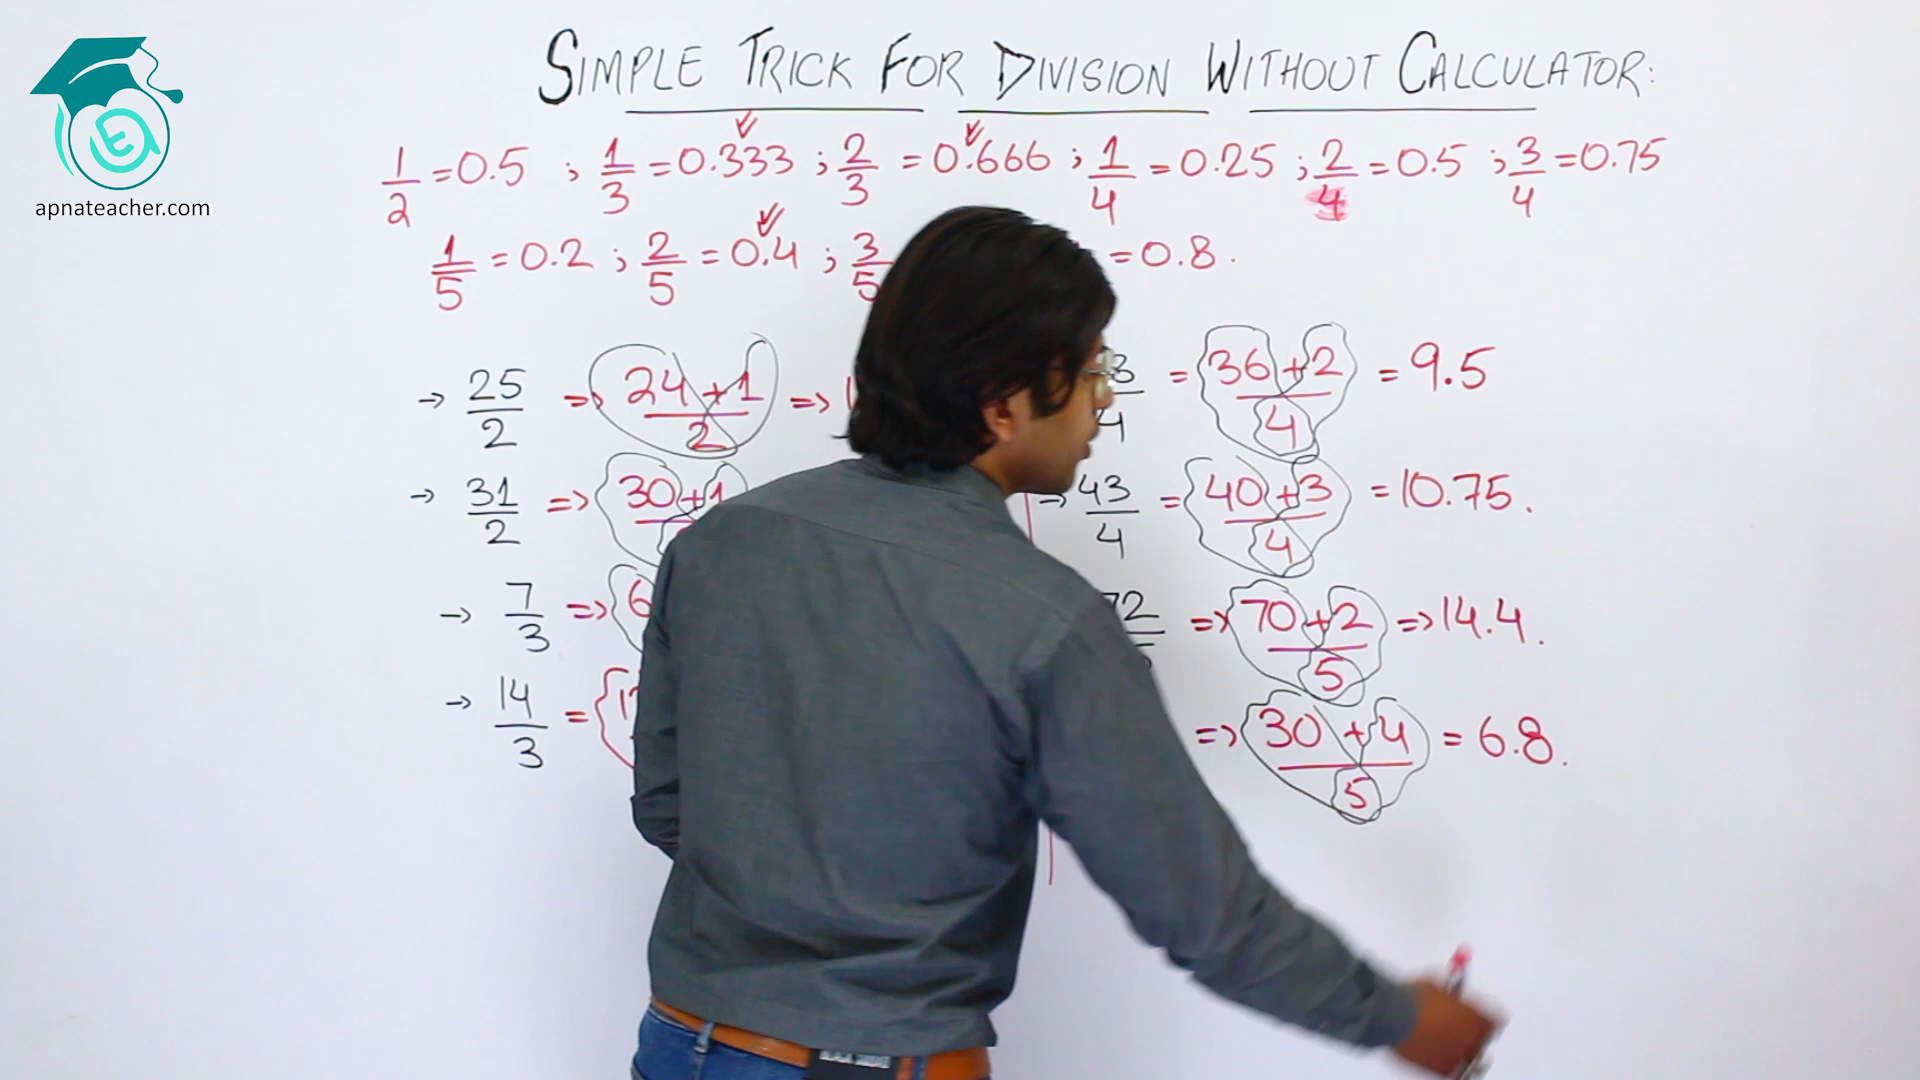 SIMPLE TRICK FOR DIVISION WITHOUT CALCULATOR:
apnateacher.com
1/2 = 0.5 ; 1/3 = 0.333 ; 2/3 = 0.666 ; 1/4 = 0.25 ; 2/4 = 0.5 ; 3/4 = 0.75
1/5 = 0.2 ; 2/5 = 0.4 ; 3/5 = 0.8 .
→ 25/2 => 24+1/2 =>
→ 31/2 => 30+1
→ 7/3 => 6
→ 14/3 =
= 36+2/4 = 9.5
→ 43/4 = 40+3/4 = 10.75.
72 => 70+2/5 => 14.4.
=> 30+4/5 = 6.8.